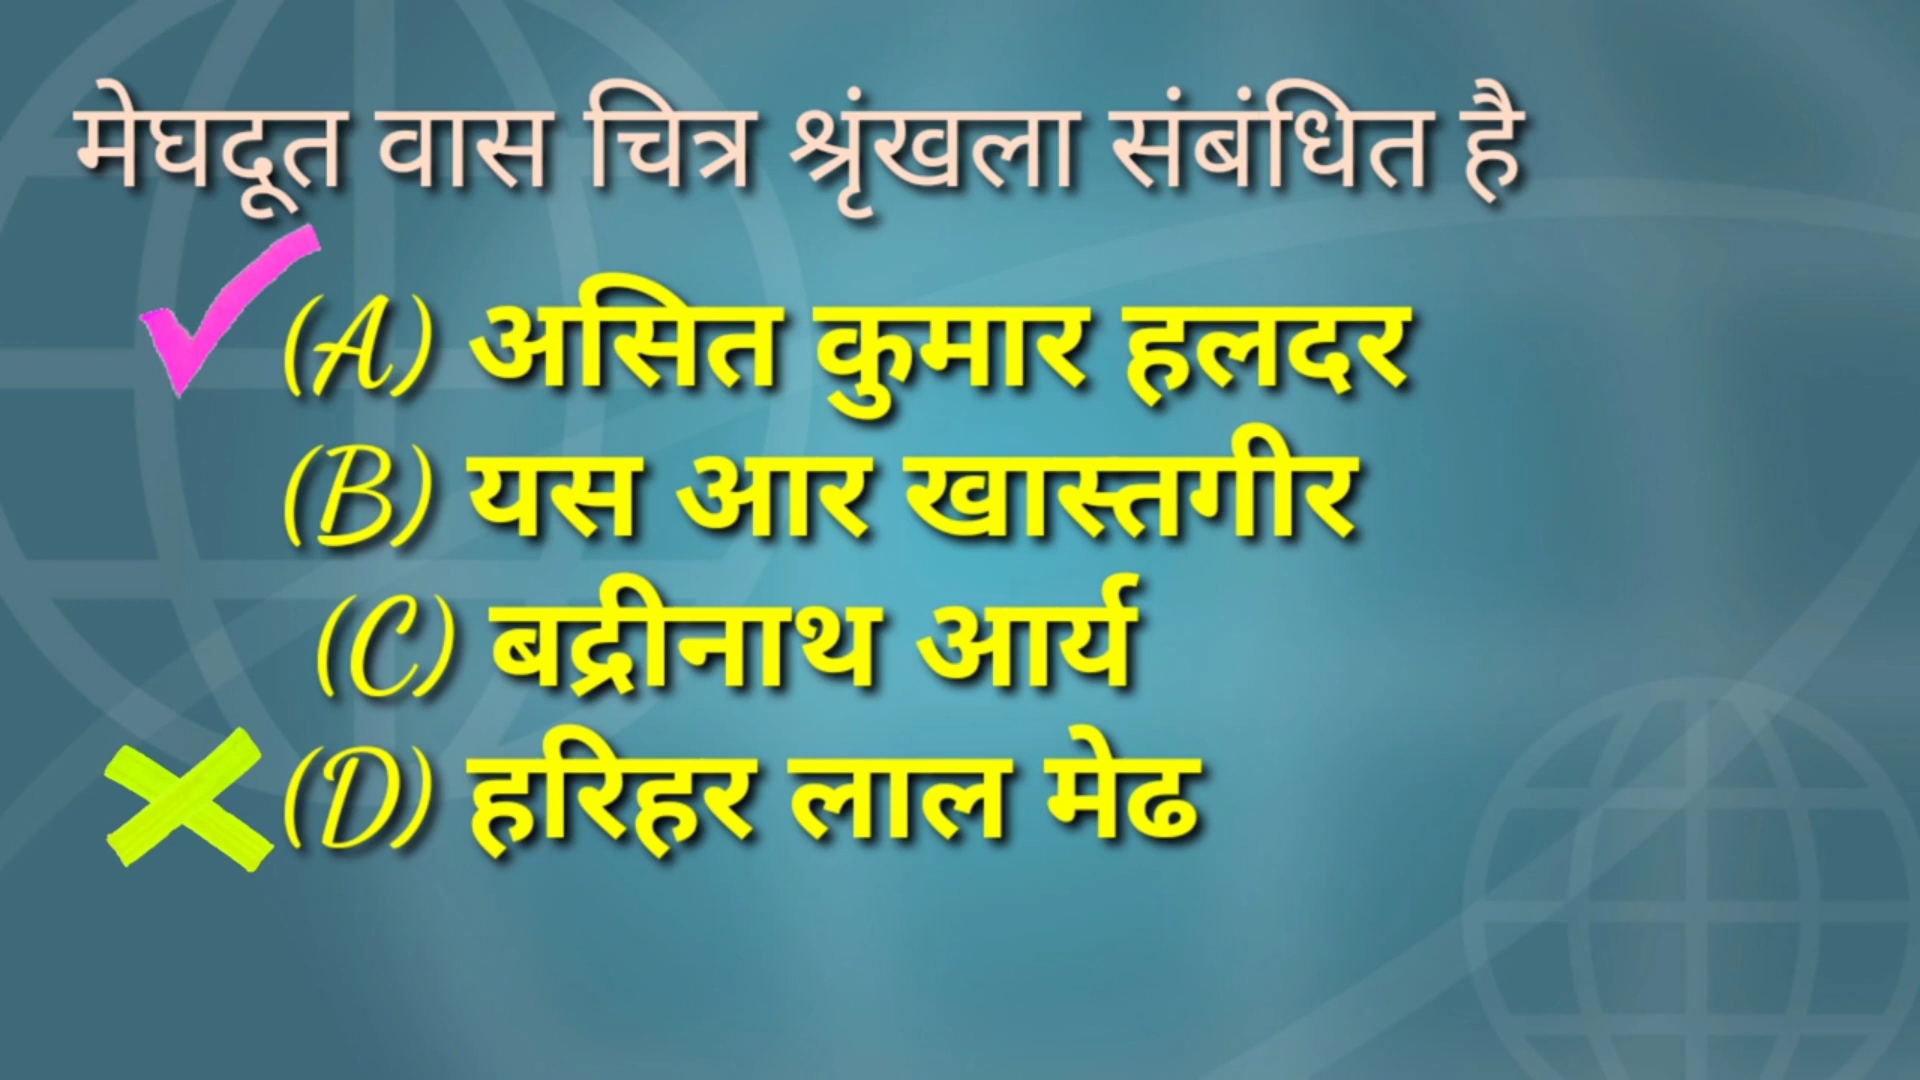 मेघदूत वास चित्र श्रृंखला संबंधित है
(A) असित कुमार हलदर
(B) यस आर खास्तगीर
(C) बद्रीनाथ आर्य
(D) हरिहर लाल मेढ